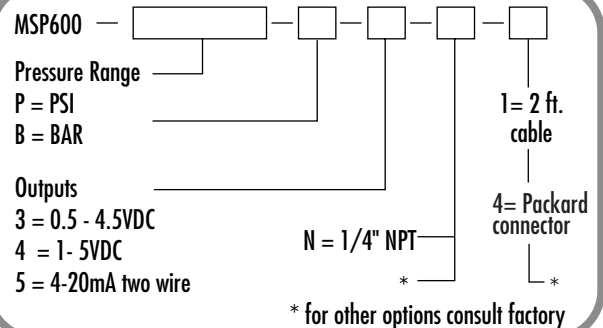 MSP600 — — — — —
Pressure Range
P = PSI
B = BAR
1= 2 ft.
cable
Outputs
3 = 0.5 - 4.5VDC
4 = 1- 5VDC
5 = 4-20mA two wire
N = 1/4" NPT
*
4= Packard
connector
*
* for other options consult factory